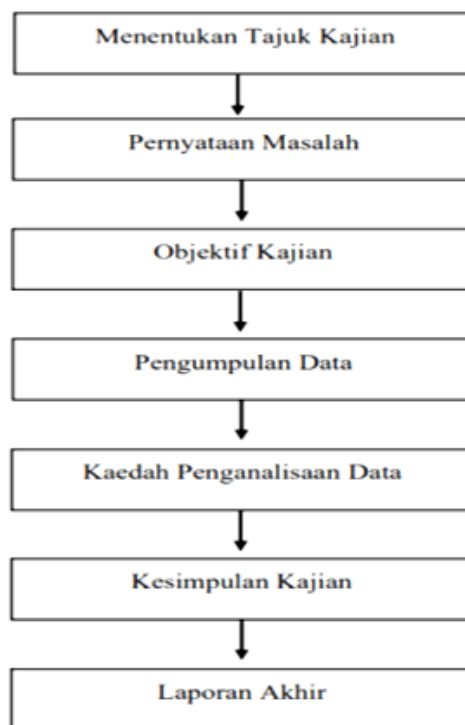 Menentukan Tajuk Kajian
Pernyataan Masalah
Objektif Kajian
Pengumpulan Data
Kaedah Penganalisaan Data
Kesimpulan Kajian
Laporan Akhir